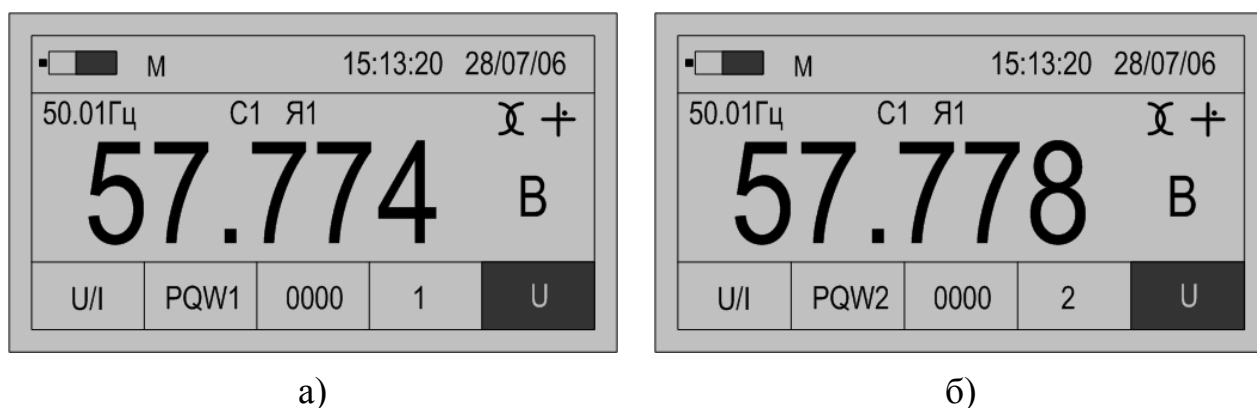 М 15:13:20 28/07/06
50.01Гц С1 Я1
57.774 В
U/I PQW1 0000 1 U
а)
М 15:13:20 28/07/06
50.01Гц С1 Я1
57.778 В
U/I PQW2 0000 2 U
б)